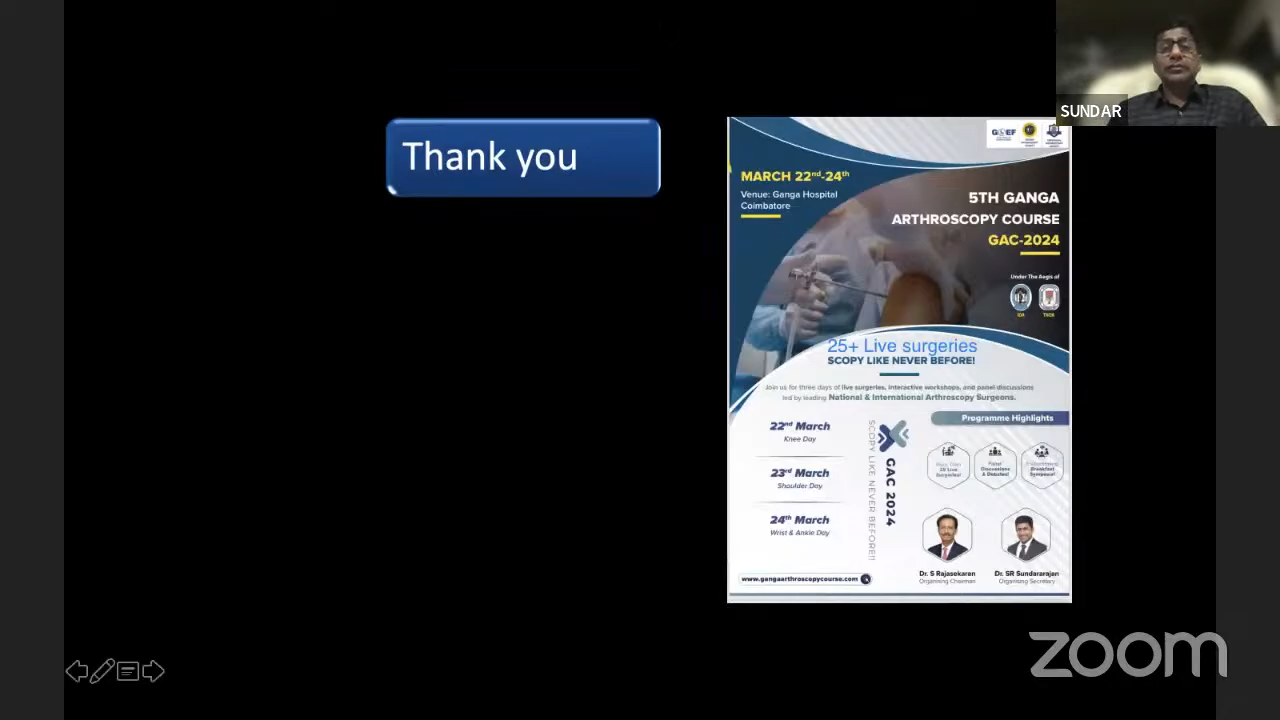 SUNDAR
Thank you
MARCH 22nd-24th
Venue: Ganga Hospital
Coimbatore
5TH GANGA
ARTHROSCOPY COURSE
GAC-2024
Under The Aegis of
25+ Live surgeries
SCOPY LIKE NEVER BEFORE!
Join us for three days of live surgeries, interactive workshops, and panel discussions
led by leading National & International Arthroscopy Surgeons.
22nd March
Knee Day
23rd March
Shoulder Day
24th March
Wrist & Ankle Day
SCOPY LIKE NEVER BEFORE!!
GAC 2024
Programme Highlights
Panel
Discussions
Dr. S Rajasekaran
Organising Chairman
Dr. SR Sundararajan
Organising Secretary
www.gangaarthroscopycourse.com
zoom